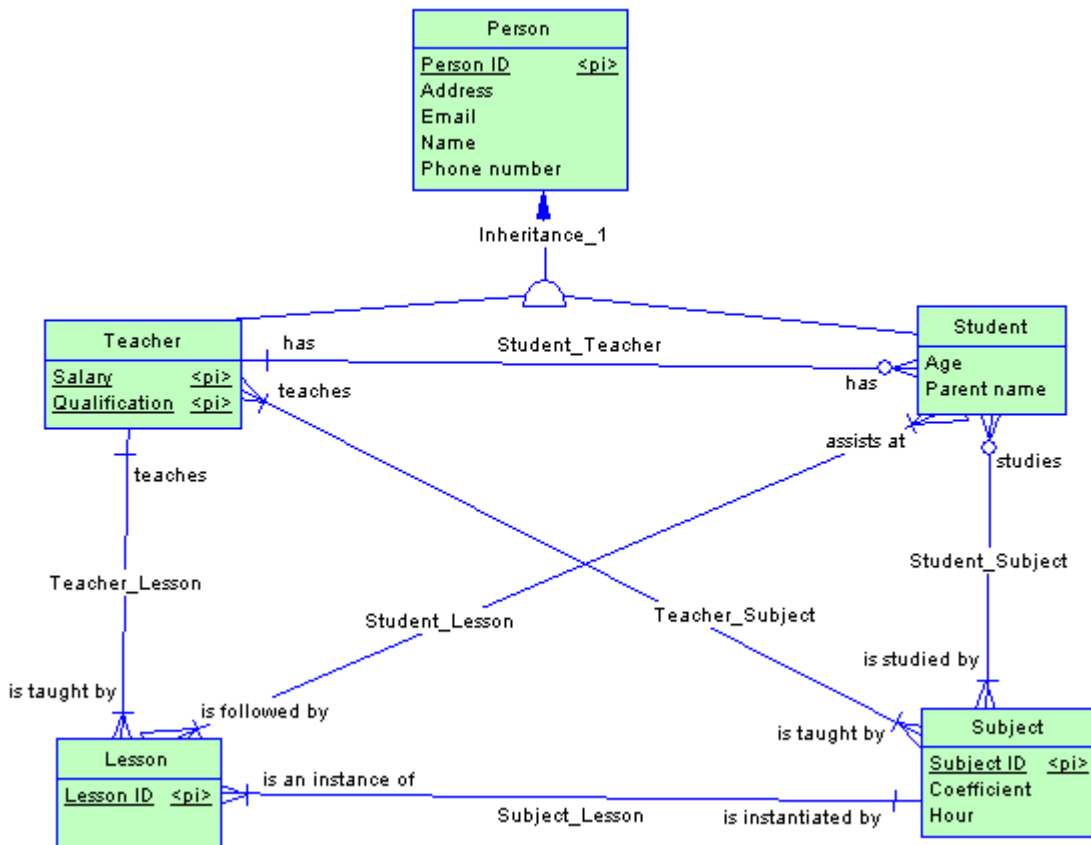 Person
Person ID <pi>
Address
Email
Name
Phone number
Inheritance_1
Teacher
Salary <pi>
Qualification <pi>
Student
Age
Parent name
has
Student_Teacher
has
teaches
assists at
studies
teaches
Teacher_Lesson
Student_Lesson
Teacher_Subject
Student_Subject
is taught by
is followed by
is studied by
is taught by
Lesson
Lesson ID <pi>
is an instance of
Subject_Lesson
is instantiated by
Subject
Subject ID <pi>
Coefficient
Hour